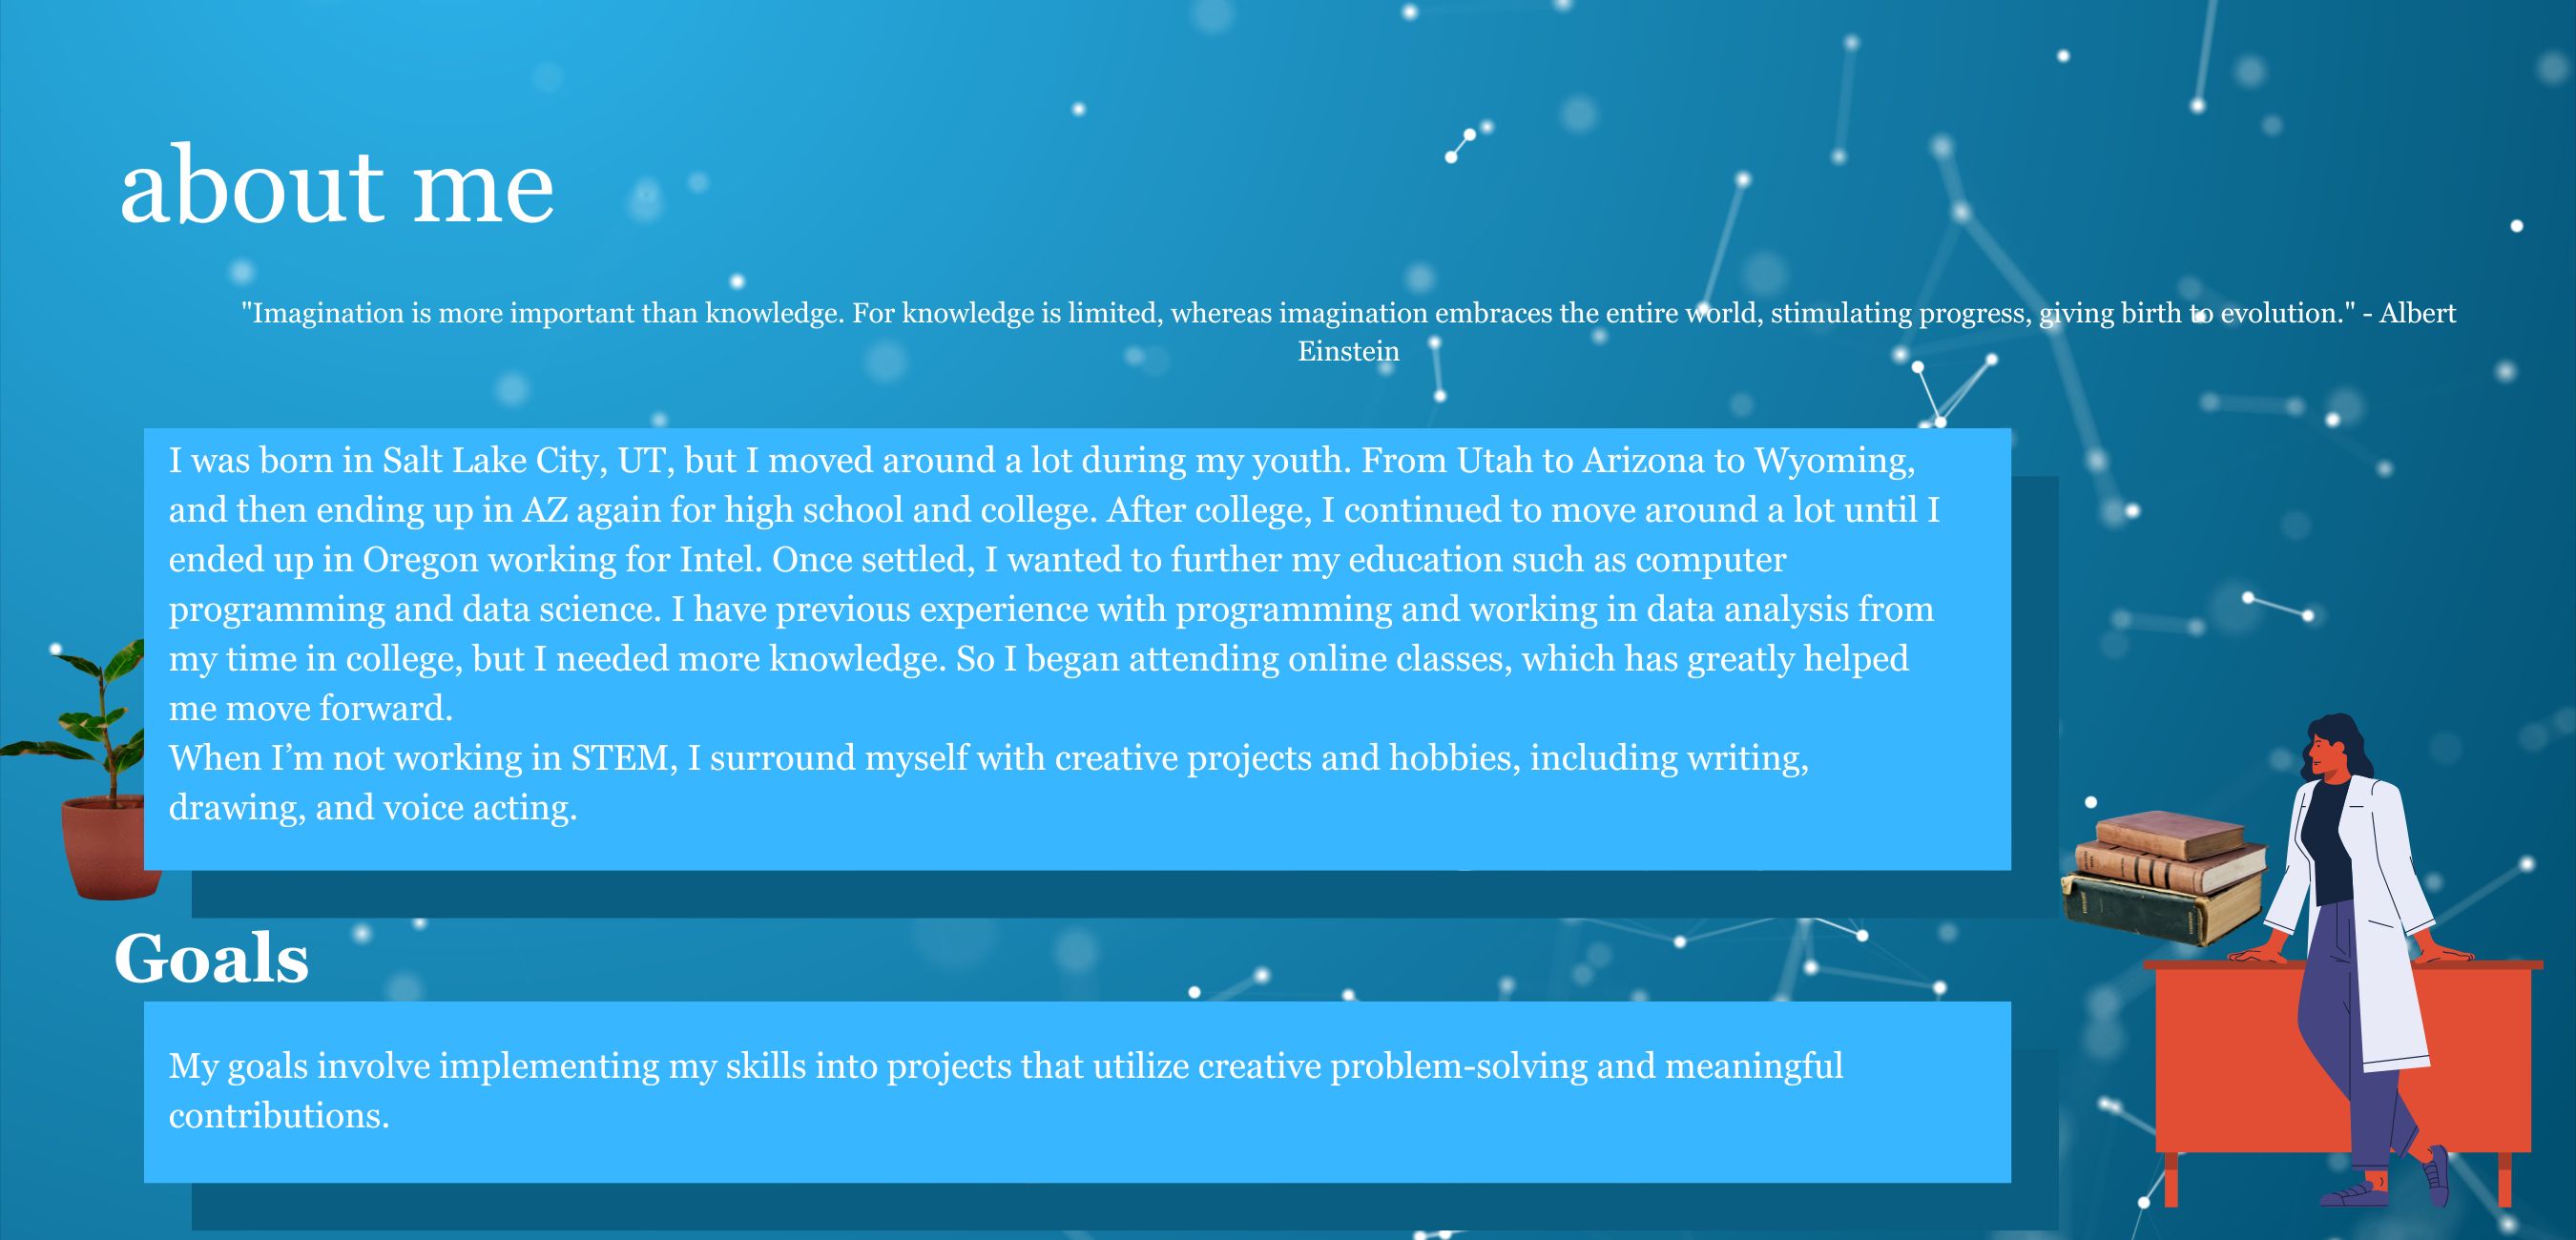 about me
"Imagination is more important than knowledge. For knowledge is limited, whereas imagination embraces the entire world, stimulating progress, giving birth to evolution." - Albert
Einstein
I was born in Salt Lake City, UT, but I moved around a lot during my youth. From Utah to Arizona to Wyoming,
and then ending up in AZ again for high school and college. After college, I continued to move around a lot until I
ended up in Oregon working for Intel. Once settled, I wanted to further my education such as computer
programming and data science. I have previous experience with programming and working in data analysis from
my time in college, but I needed more knowledge. So I began attending online classes, which has greatly helped
me move forward.
When I’m not working in STEM, I surround myself with creative projects and hobbies, including writing,
drawing, and voice acting.
Goals
My goals involve implementing my skills into projects that utilize creative problem-solving and meaningful
contributions.